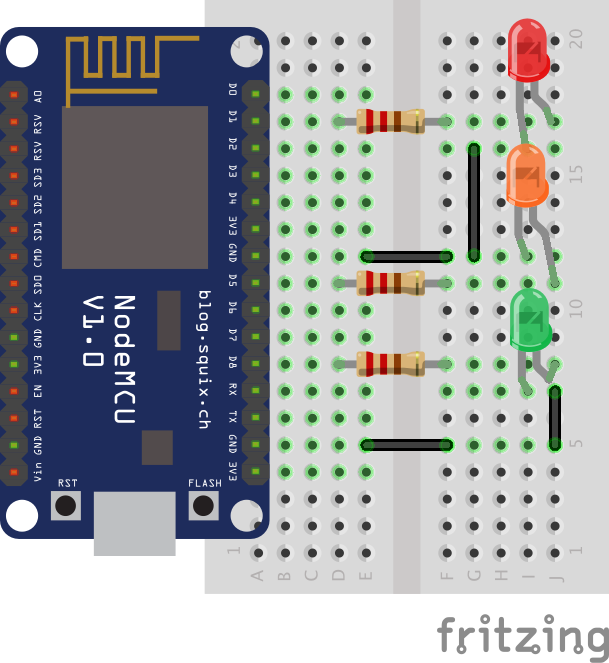 A0
RSV
RSV
SD3
SD2
SD1
CMD
SD0
CLK
GND
3V3
EN
RST
GND
Vin
D0
D1
D2
D3
D4
3V3
GND
D5
D6
D7
D8
RX
TX
GND
3V3
NodeMCU
V1.0
blog.squix.ch
RST
FLASH
20
15
10
5
1
1
A B C D E F G H I J
fritzing